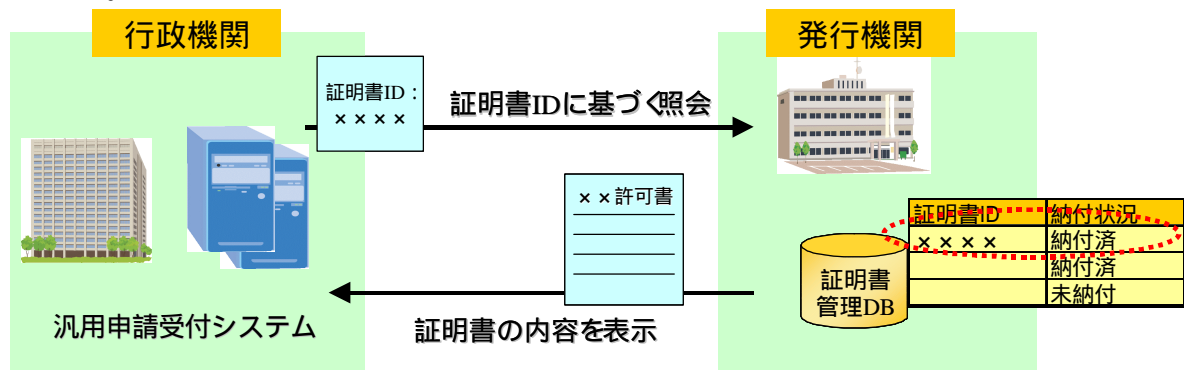 行政機関
発行機関
証明書ID：
××××
証明書IDに基づく照会
××許可書
証明書ID 納付状況
×××× 納付済
納付済
未納付
証明書
管理DB
汎用申請受付システム
証明書の内容を表示